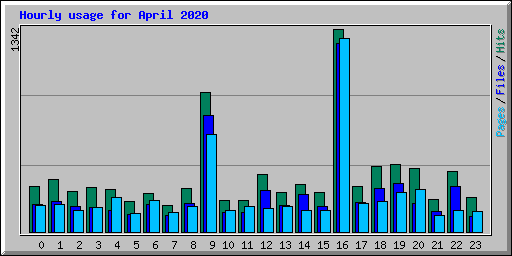 Hourly usage for April 2020
1342
Pages / Files / Hits
0 1 2 3 4 5 6 7 8 9 10 11 12 13 14 15 16 17 18 19 20 21 22 23